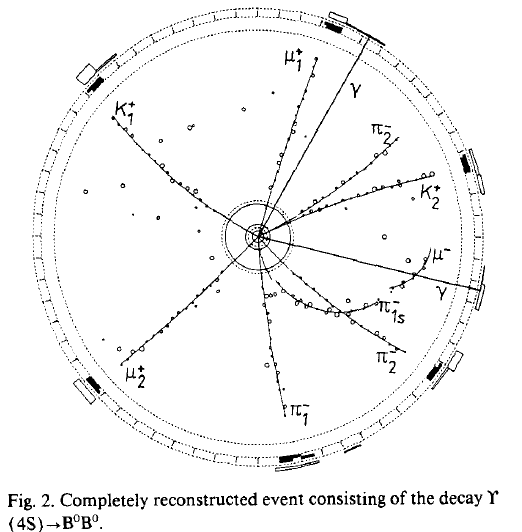 μ₁⁺
γ
K₁⁺
π₂⁻
K₂⁺
μ⁻
π₁ₛ⁻
γ
π₂⁻
μ₂⁺
π₁⁻
Fig. 2. Completely reconstructed event consisting of the decay ϒ
(4S)→B⁰B⁰.